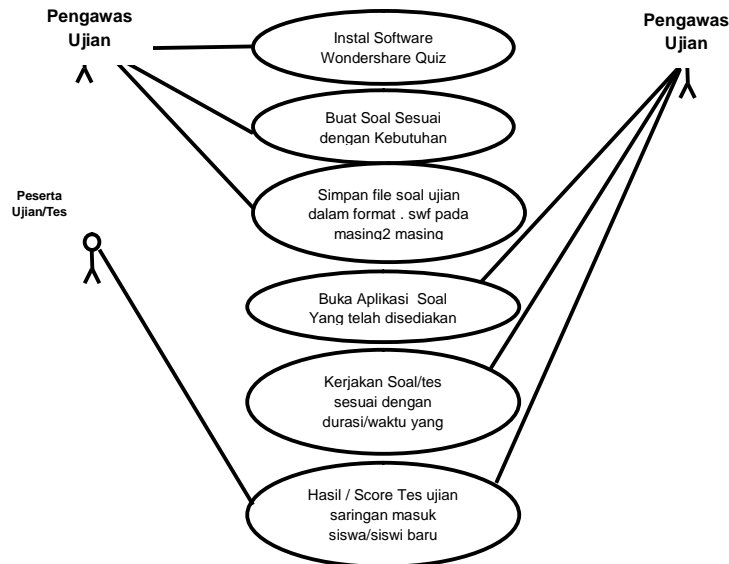 Pengawas
Ujian
Instal Software
Wondershare Quiz
Pengawas
Ujian
Buat Soal Sesuai
dengan Kebutuhan
Simpan file soal ujian
dalam format . swf pada
masing2 masing
Peserta
Ujian/Tes
Buka Aplikasi Soal
Yang telah disediakan
Kerjakan Soal/tes
sesuai dengan
durasi/waktu yang
Hasil / Score Tes ujian
saringan masuk
siswa/siswi baru